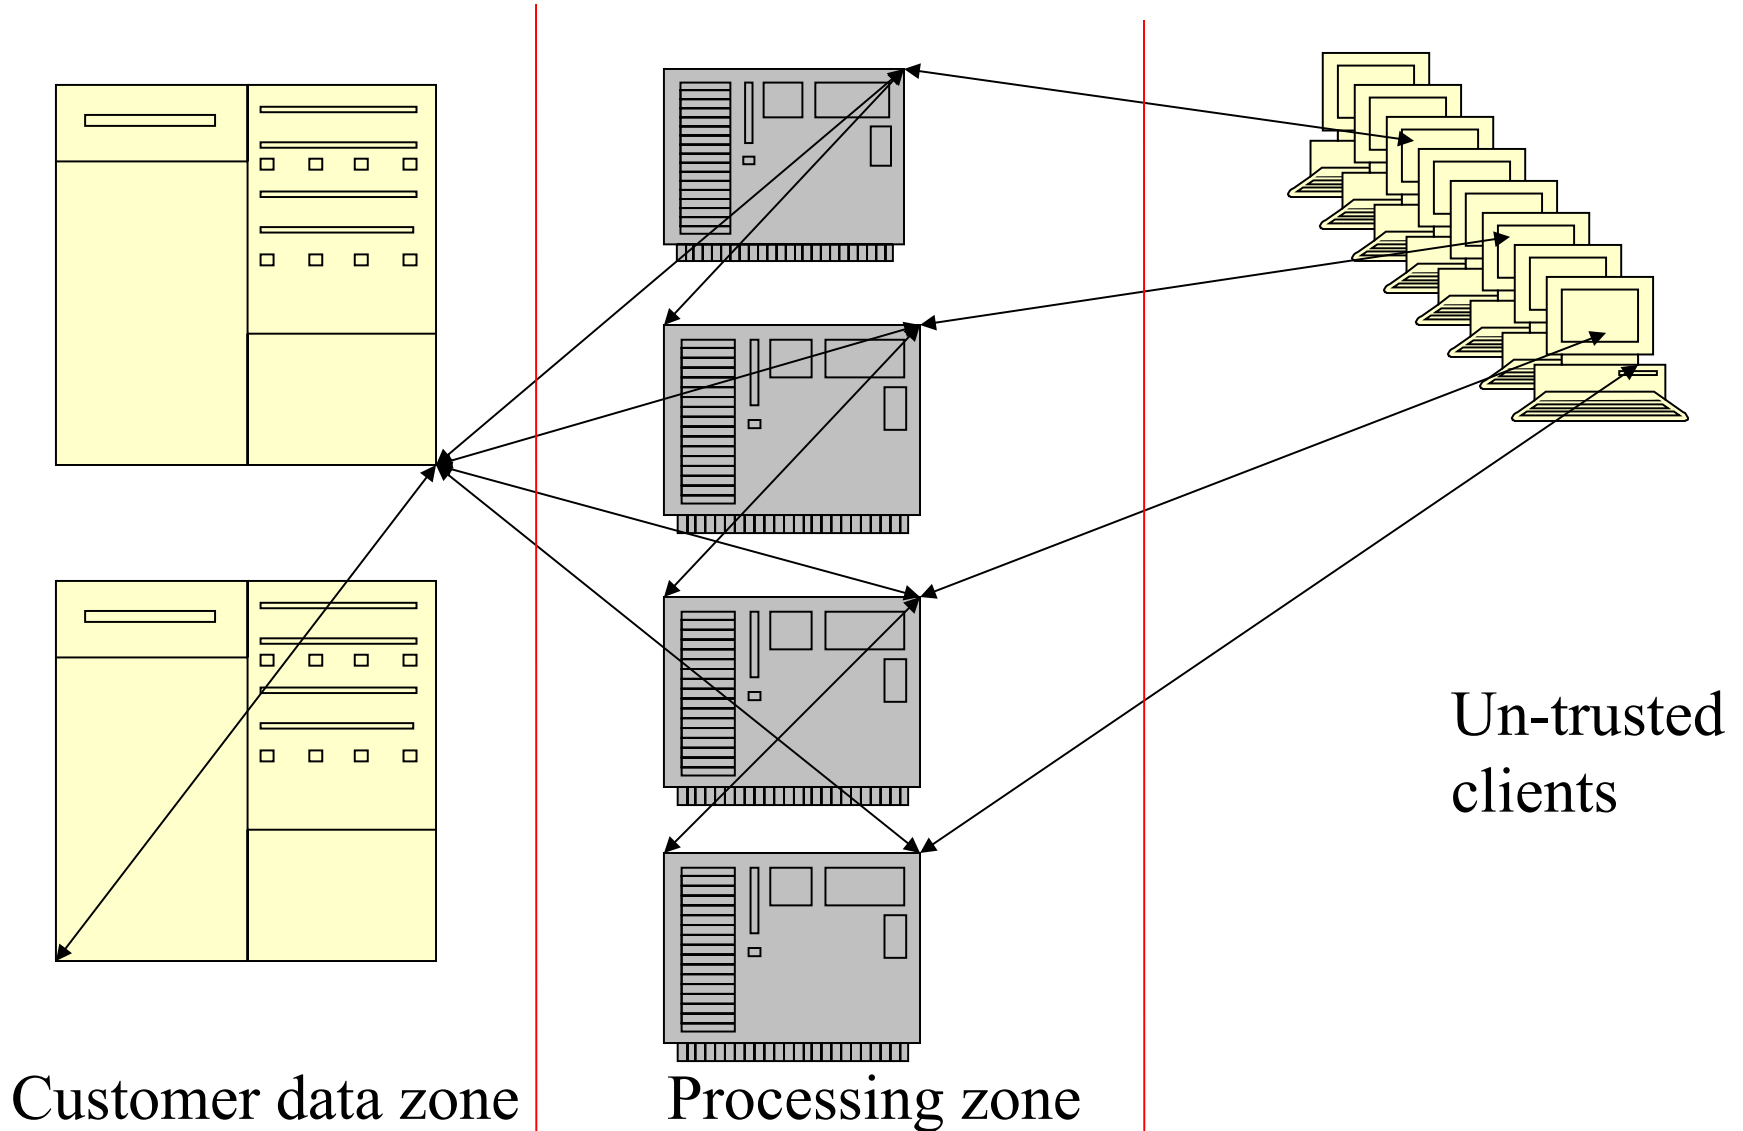 Un-trusted
clients
Customer data zone
Processing zone